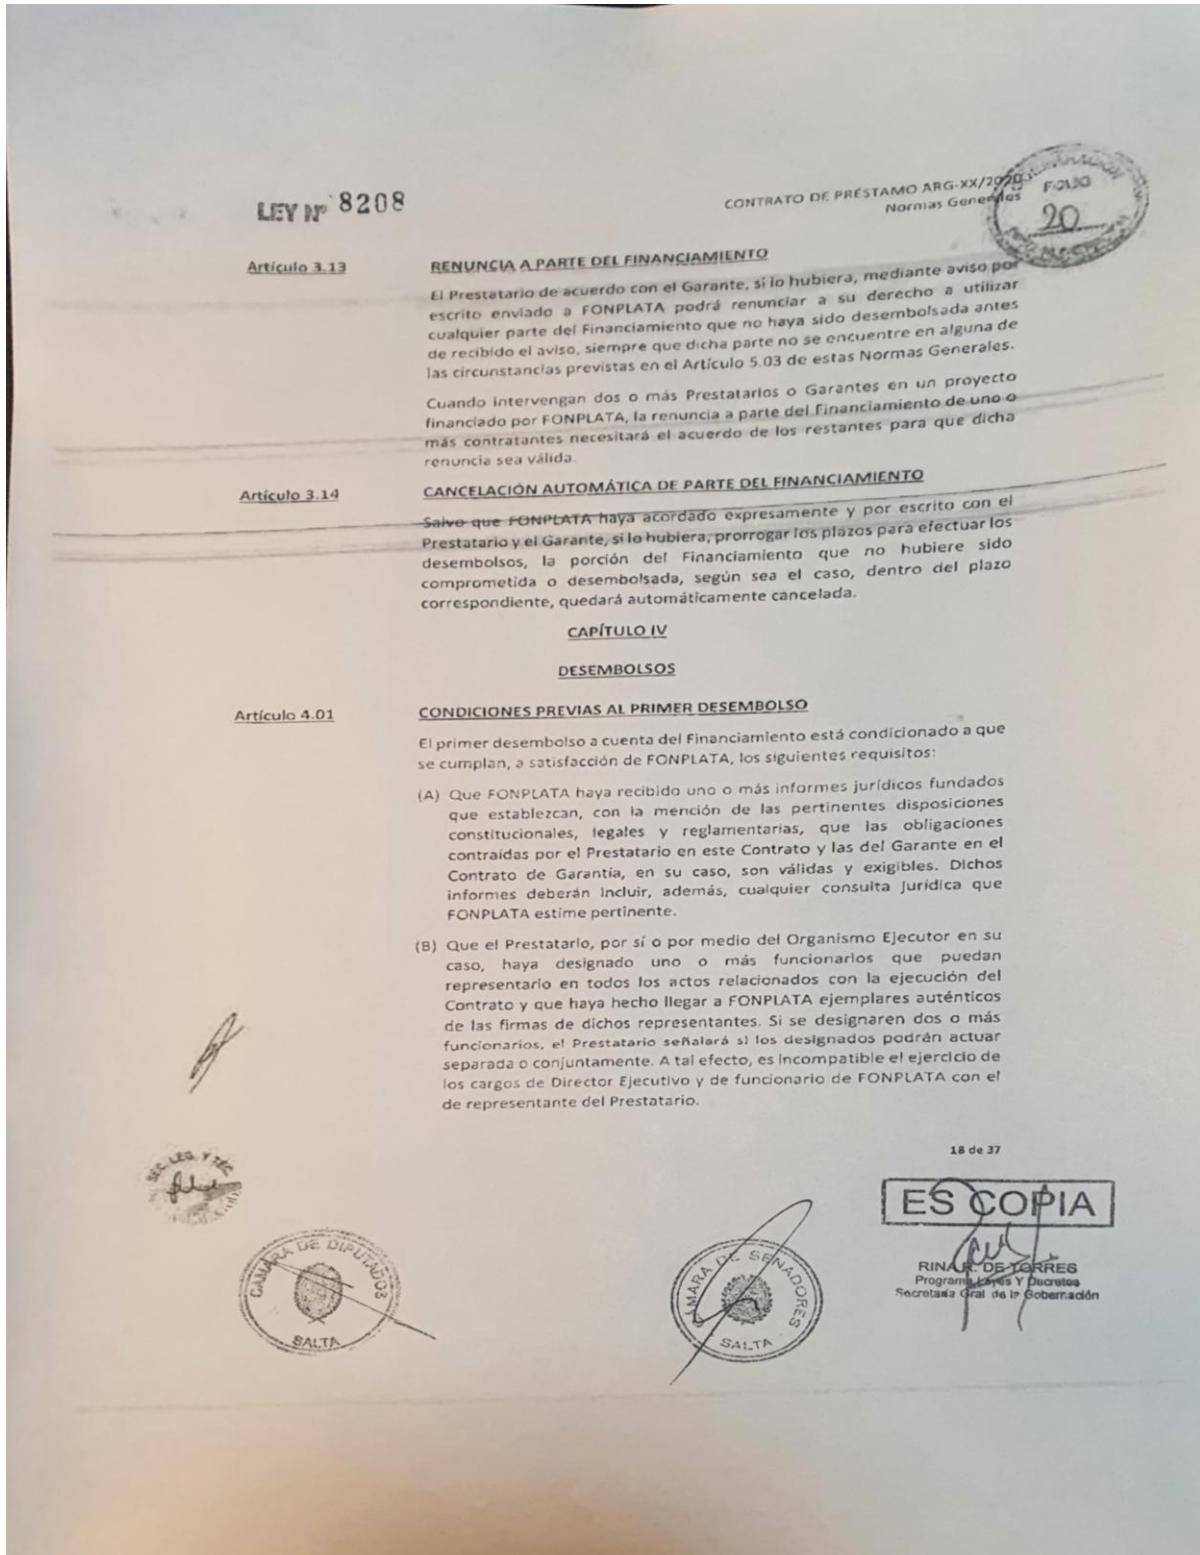 LEY Nº 8208
CONTRATO DE PRÉSTAMO ARG-XX/2020
Normas Generales
FOLIO
20
Artículo 3.13
RENUNCIA A PARTE DEL FINANCIAMIENTO
El Prestatario de acuerdo con el Garante, si lo hubiera, mediante aviso por
escrito enviado a FONPLATA podrá renunciar a su derecho a utilizar
cualquier parte del Financiamiento que no haya sido desembolsada antes
de recibido el aviso, siempre que dicha parte no se encuentre en alguna de
las circunstancias previstas en el Artículo 5.03 de estas Normas Generales.
Cuando intervengan dos o más Prestatarios o Garantes en un proyecto
financiado por FONPLATA, la renuncia a parte del Financiamiento de uno o
más contratantes necesitará el acuerdo de los restantes para que dicha
renuncia sea válida.
Artículo 3.14
CANCELACIÓN AUTOMÁTICA DE PARTE DEL FINANCIAMIENTO
Salvo que FONPLATA haya acordado expresamente y por escrito con el
Prestatario y el Garante, si lo hubiera, prorrogar los plazos para efectuar los
desembolsos, la porción del Financiamiento que no hubiere sido
comprometida o desembolsada, según sea el caso, dentro del plazo
correspondiente, quedará automáticamente cancelada.
CAPÍTULO IV
DESEMBOLSOS
Artículo 4.01
CONDICIONES PREVIAS AL PRIMER DESEMBOLSO
El primer desembolso a cuenta del Financiamiento está condicionado a que
se cumplan, a satisfacción de FONPLATA, los siguientes requisitos:
(A) Que FONPLATA haya recibido uno o más informes jurídicos fundados
que establezcan, con la mención de las pertinentes disposiciones
constitucionales, legales y reglamentarias, que las obligaciones
contraídas por el Prestatario en este Contrato y las del Garante en el
Contrato de Garantía, en su caso, son válidas y exigibles. Dichos
informes deberán incluir, además, cualquier consulta jurídica que
FONPLATA estime pertinente.
(B) Que el Prestatario, por sí o por medio del Organismo Ejecutor en su
caso, haya designado uno o más funcionarios que puedan
representarlo en todos los actos relacionados con la ejecución del
Contrato y que haya hecho llegar a FONPLATA ejemplares auténticos
de las firmas de dichos representantes. Si se designaren dos o más
funcionarios, el Prestatario señalará si los designados podrán actuar
separada o conjuntamente. A tal efecto, es incompatible el ejercicio de
los cargos de Director Ejecutivo y de funcionario de FONPLATA con el
de representante del Prestatario.
18 de 37
SEC. LEG. Y TÉC.
ES COPIA
CÁMARA DE DIPUTADOS
SALTA
CÁMARA DE SENADORES
SALTA
RINA R. DE TORRES
Programa Leyes Y Decretos
Secretaría Gral de la Gobernación